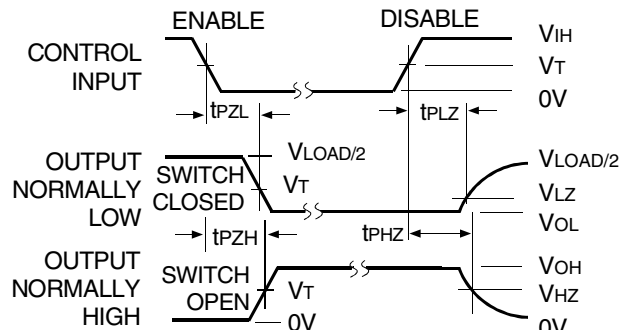 ENABLE DISABLE
CONTROL INPUT
VIH
VT
0V
tPZL
tPLZ
OUTPUT NORMALLY LOW
SWITCH CLOSED
VLOAD/2
VT
VLOAD/2
VLZ
VOL
tPZH
tPHZ
OUTPUT NORMALLY HIGH
SWITCH OPEN
VT
0V
VOH
VHZ
0V